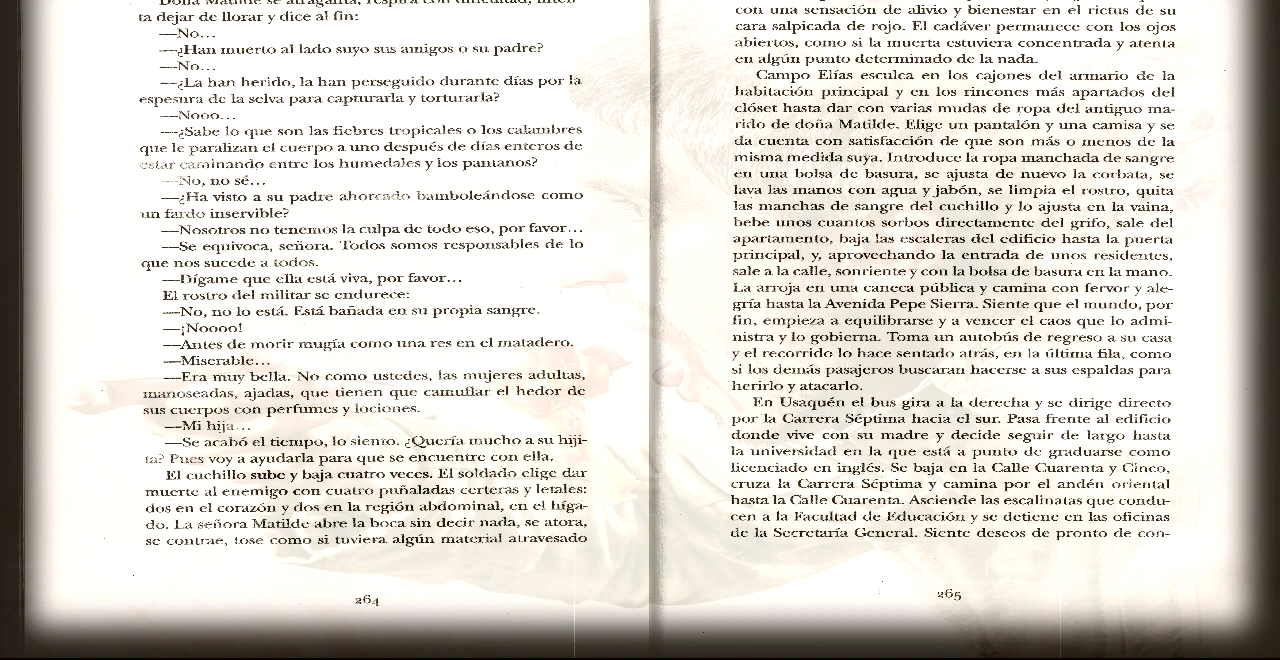 Doña Matilde se atraganta, respira con dificultad, inten-
ta dejar de llorar y dice al fin:
—No...
—¿Han muerto al lado suyo sus amigos o su padre?
—No...
—¿La han herido, la han perseguido durante días por la
espesura de la selva para capturarla y torturarla?
—Nooo...
—¿Sabe lo que son las fiebres tropicales o los calambres
que le paralizan el cuerpo a uno después de días enteros de
estar caminando entre los humedales y los pantanos?
—No, no sé...
—¿Ha visto a su padre ahorcado bamboleándose como
un fardo inservible?
—Nosotros no tenemos la culpa de todo eso, por favor...
—Se equivoca, señora. Todos somos responsables de lo
que nos sucede a todos.
—Dígame que ella está viva, por favor...
El rostro del militar se endurece:
—No, no lo está. Está bañada en su propia sangre.
—¡Noooo!
—Antes de morir mugía como una res en el matadero.
—Miserable...
—Era muy bella. No como ustedes, las mujeres adultas,
manoseadas, ajadas, que tienen que camuflar el hedor de
sus cuerpos con perfumes y lociones.
—Mi hija...
—Se acabó el tiempo, lo siento. ¿Quería mucho a su hiji-
ta? Pues voy a ayudarla para que se encuentre con ella.
El cuchillo sube y baja cuatro veces. El soldado elige dar
muerte al enemigo con cuatro puñaladas certeras y letales:
dos en el corazón y dos en la región abdominal, en el híga-
do. La señora Matilde abre la boca sin decir nada, se atora,
se contrae, tose como si tuviera algún material atravesado
264
con una sensación de alivio y bienestar en el rictus de su
cara salpicada de rojo. El cadáver permanece con los ojos
abiertos, como si la muerte estuviera concentrada y atenta
en algún punto determinado de la nada.
Campo Elías esculca en los cajones del armario de la
habitación principal y en los rincones más apartados del
clóset hasta dar con varias mudas de ropa del antiguo ma-
rido de doña Matilde. Elige un pantalón y una camisa y se
da cuenta con satisfacción de que son más o menos de la
misma medida suya. Introduce la ropa manchada de sangre
en una bolsa de basura, se ajusta de nuevo la corbata, se
lava las manos con agua y jabón, se limpia el rostro, quita
las manchas de sangre del cuchillo y lo ajusta en la vaina,
bebe unos cuantos sorbos directamente del grifo, sale del
apartamento, baja las escaleras del edificio hasta la puerta
principal, y, aprovechando la entrada de unos residentes,
sale a la calle, sonriente y con la bolsa de basura en la mano.
La arroja en una caneca pública y camina con fervor y ale-
gría hasta la Avenida Pepe Sierra. Siente que el mundo, por
fin, empieza a equilibrarse y a vencer el caos que lo admi-
nistra y lo gobierna. Toma un autobús de regreso a su casa
y el recorrido lo hace sentado atrás, en la última fila, como
si los demás pasajeros buscaran hacerse a sus espaldas para
herirlo y atacarlo.
En Usaquén el bus gira a la derecha y se dirige directo
por la Carrera Séptima hacia el sur. Pasa frente al edificio
donde vive con su madre y decide seguir de largo hasta
la universidad en la que está a punto de graduarse como
licenciado en inglés. Se baja en la Calle Cuarenta y Cinco,
cruza la Carrera Séptima y camina por el andén oriental
hasta la Calle Cuarenta. Asciende las escalinatas que condu-
cen a la Facultad de Educación y se detiene en las oficinas
de la Secretaría General. Siente deseos de pronto de con-
265